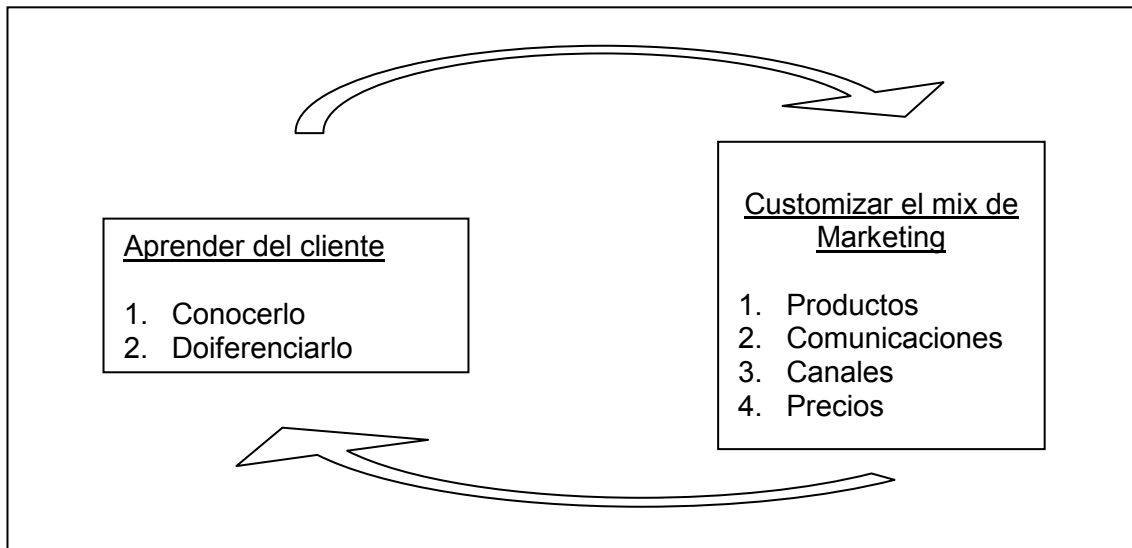 Aprender del cliente
1. Conocerlo
2. Doiferenciarlo
Customizar el mix de
Marketing
1. Productos
2. Comunicaciones
3. Canales
4. Precios